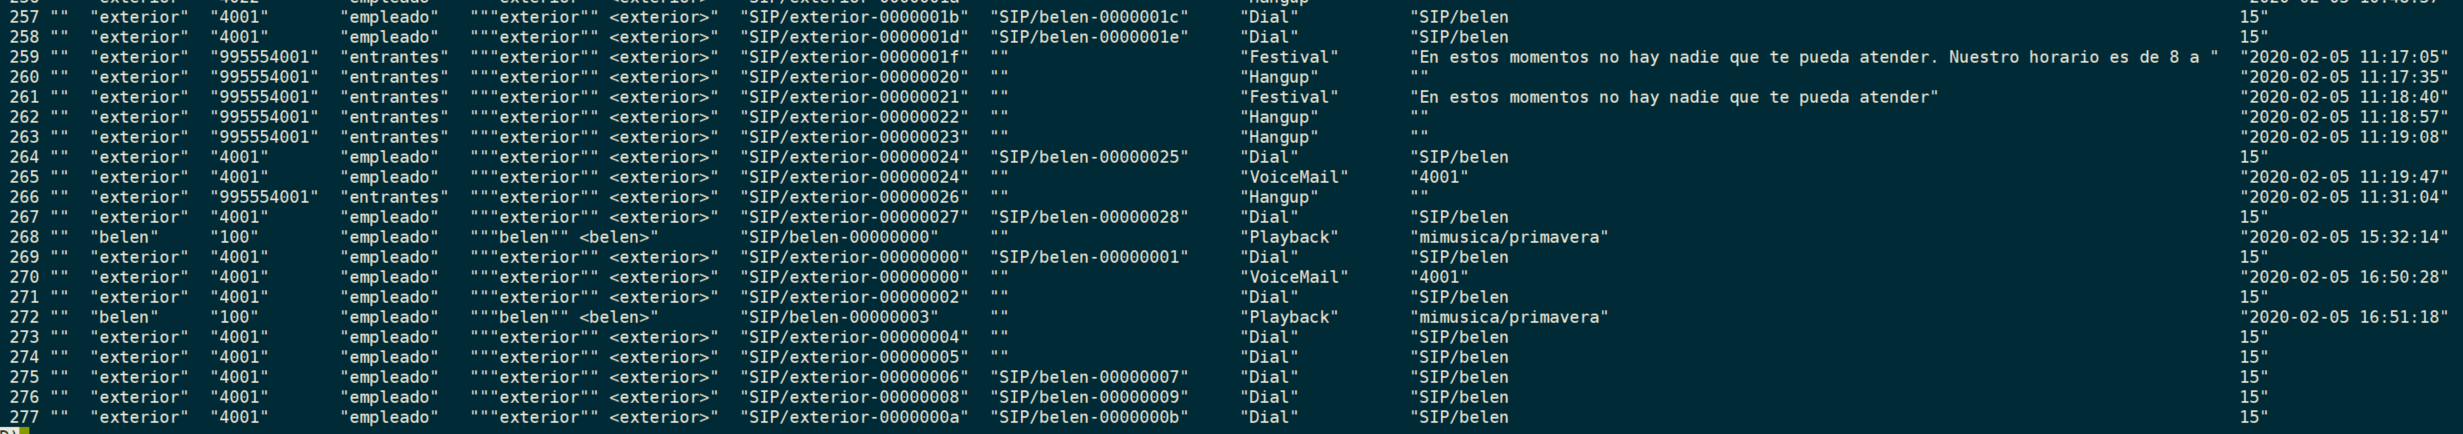 257 "" "exterior" "4001" "empleado" """exterior"" <exterior>" "SIP/exterior-0000001b" "SIP/belen-0000001c" "Dial" "SIP/belen 15"
258 "" "exterior" "4001" "empleado" """exterior"" <exterior>" "SIP/exterior-0000001d" "SIP/belen-0000001e" "Dial" "SIP/belen 15"
259 "" "exterior" "995554001" "entrantes" """exterior"" <exterior>" "SIP/exterior-0000001f" "" "Festival" "En estos momentos no hay nadie que te pueda atender. Nuestro horario es de 8 a " "2020-02-05 11:17:05"
260 "" "exterior" "995554001" "entrantes" """exterior"" <exterior>" "SIP/exterior-00000020" "" "Hangup" "" "2020-02-05 11:17:35"
261 "" "exterior" "995554001" "entrantes" """exterior"" <exterior>" "SIP/exterior-00000021" "" "Festival" "En estos momentos no hay nadie que te pueda atender" "2020-02-05 11:18:40"
262 "" "exterior" "995554001" "entrantes" """exterior"" <exterior>" "SIP/exterior-00000022" "" "Hangup" "" "2020-02-05 11:18:57"
263 "" "exterior" "995554001" "entrantes" """exterior"" <exterior>" "SIP/exterior-00000023" "" "Hangup" "" "2020-02-05 11:19:08"
264 "" "exterior" "4001" "empleado" """exterior"" <exterior>" "SIP/exterior-00000024" "SIP/belen-00000025" "Dial" "SIP/belen 15"
265 "" "exterior" "4001" "empleado" """exterior"" <exterior>" "SIP/exterior-00000024" "" "VoiceMail" "4001" "2020-02-05 11:19:47"
266 "" "exterior" "995554001" "entrantes" """exterior"" <exterior>" "SIP/exterior-00000026" "" "Hangup" "" "2020-02-05 11:31:04"
267 "" "exterior" "4001" "empleado" """exterior"" <exterior>" "SIP/exterior-00000027" "SIP/belen-00000028" "Dial" "SIP/belen 15"
268 "" "belen" "100" "empleado" """belen"" <belen>" "SIP/belen-00000000" "" "Playback" "mimusica/primavera" "2020-02-05 15:32:14"
269 "" "exterior" "4001" "empleado" """exterior"" <exterior>" "SIP/exterior-00000000" "SIP/belen-00000001" "Dial" "SIP/belen 15"
270 "" "exterior" "4001" "empleado" """exterior"" <exterior>" "SIP/exterior-00000000" "" "VoiceMail" "4001" "2020-02-05 16:50:28"
271 "" "exterior" "4001" "empleado" """exterior"" <exterior>" "SIP/exterior-00000002" "" "Dial" "SIP/belen 15"
272 "" "belen" "100" "empleado" """belen"" <belen>" "SIP/belen-00000003" "" "Playback" "mimusica/primavera" "2020-02-05 16:51:18"
273 "" "exterior" "4001" "empleado" """exterior"" <exterior>" "SIP/exterior-00000004" "" "Dial" "SIP/belen 15"
274 "" "exterior" "4001" "empleado" """exterior"" <exterior>" "SIP/exterior-00000005" "" "Dial" "SIP/belen 15"
275 "" "exterior" "4001" "empleado" """exterior"" <exterior>" "SIP/exterior-00000006" "SIP/belen-00000007" "Dial" "SIP/belen 15"
276 "" "exterior" "4001" "empleado" """exterior"" <exterior>" "SIP/exterior-00000008" "SIP/belen-00000009" "Dial" "SIP/belen 15"
277 "" "exterior" "4001" "empleado" """exterior"" <exterior>" "SIP/exterior-0000000a" "SIP/belen-0000000b" "Dial" "SIP/belen 15"